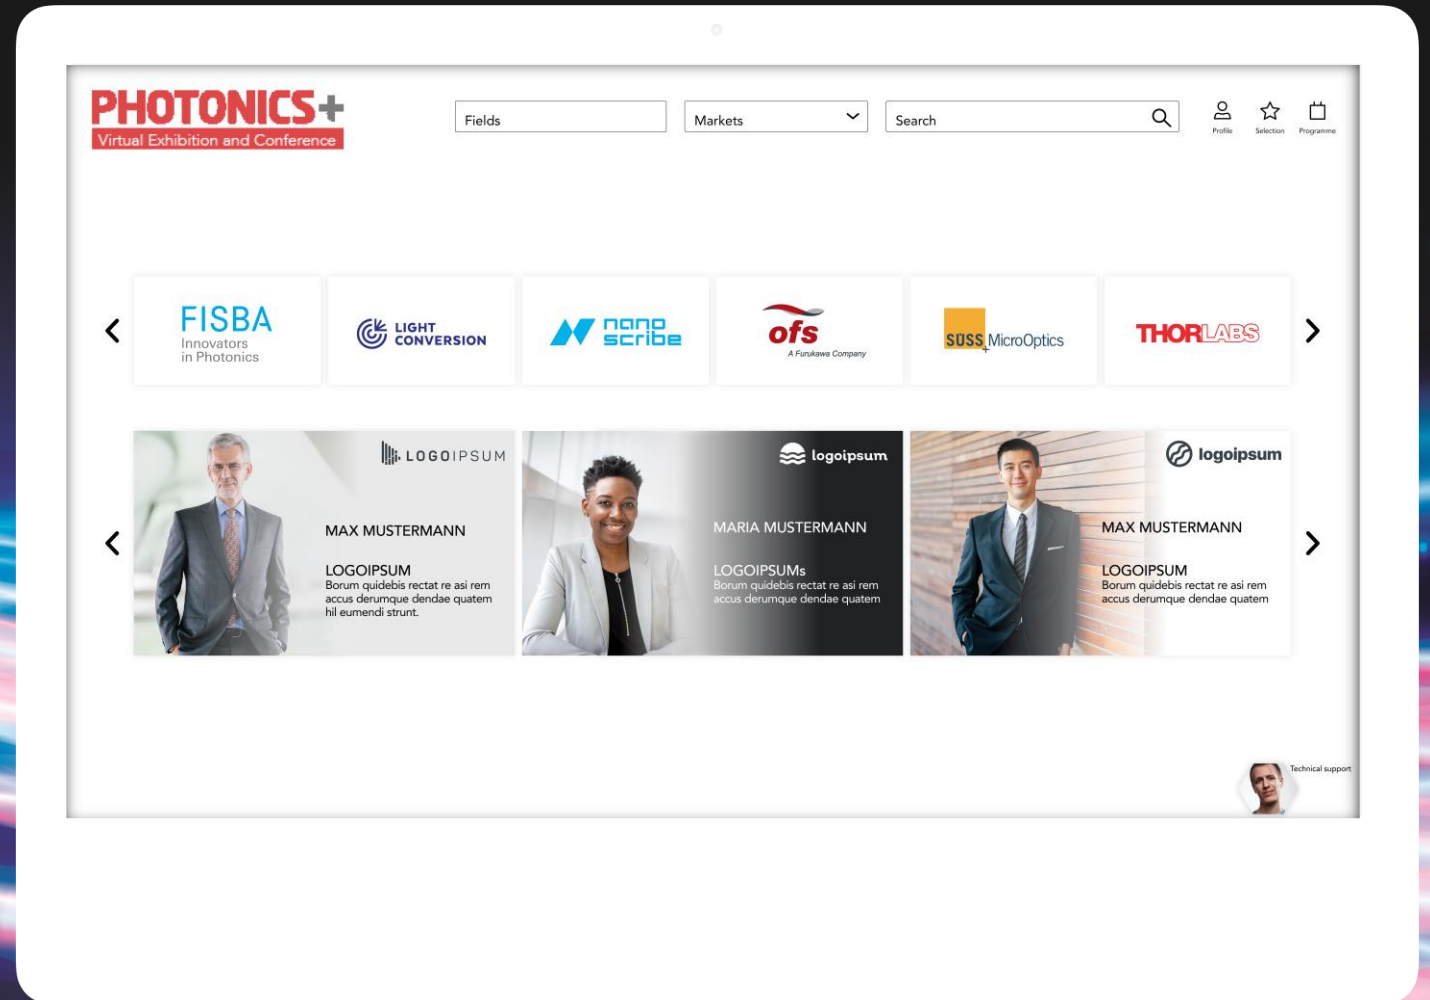 PHOTONICS+
Virtual Exhibition and Conference
Fields
Markets
Search
Profile
Selection
Programme
FISBA
Innovators
in Photonics
LIGHT
CONVERSION
nano
scribe
ofs
A Furukawa Company
SUSS MicroOptics
THORLABS
LOGOIPSUM
MAX MUSTERMANN
LOGOIPSUM
Borum quidebis rectat re asi rem
accus derumque dendae quatem
hil eumendi strunt.
logoipsum
MARIA MUSTERMANN
LOGOIPSUMs
Borum quidebis rectat re asi rem
accus derumque dendae quatem
logoipsum
MAX MUSTERMANN
LOGOIPSUM
Borum quidebis rectat re asi rem
accus derumque dendae quatem
Technical support